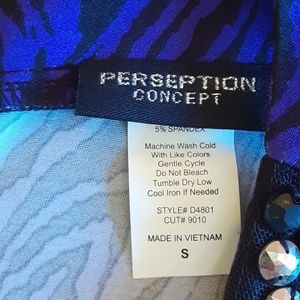 PERSEPTION
CONCEPT
5% SPANDEX
Machine Wash Cold
With Like Colors
Gentle Cycle
Do Not Bleach
Tumble Dry Low
Cool Iron If Needed
STYLE# D4801
CUT# 9010
MADE IN VIETNAM
S